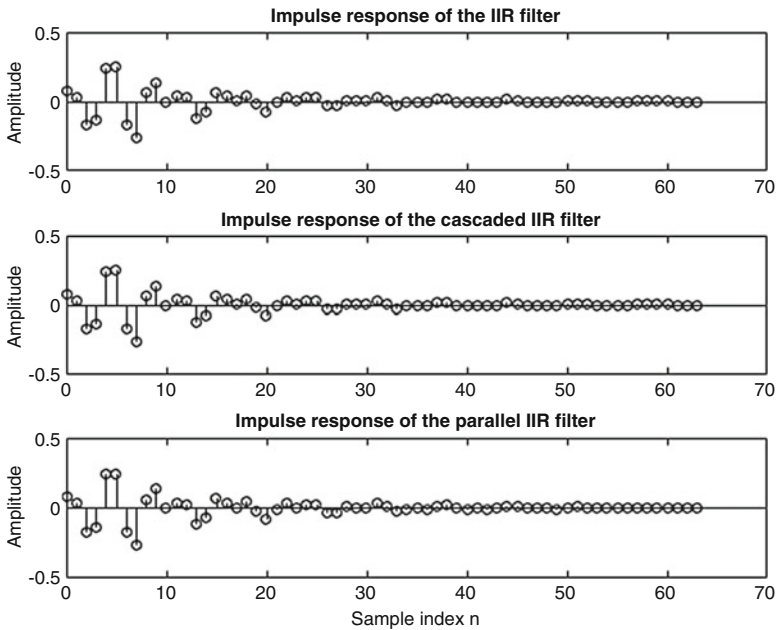 Impulse response of the IIR filter
0.5
0
-0.5
Amplitude
0 10 20 30 40 50 60 70
Impulse response of the cascaded IIR filter
0.5
0
-0.5
Amplitude
0 10 20 30 40 50 60 70
Impulse response of the parallel IIR filter
0.5
0
-0.5
Amplitude
0 10 20 30 40 50 60 70
Sample index n